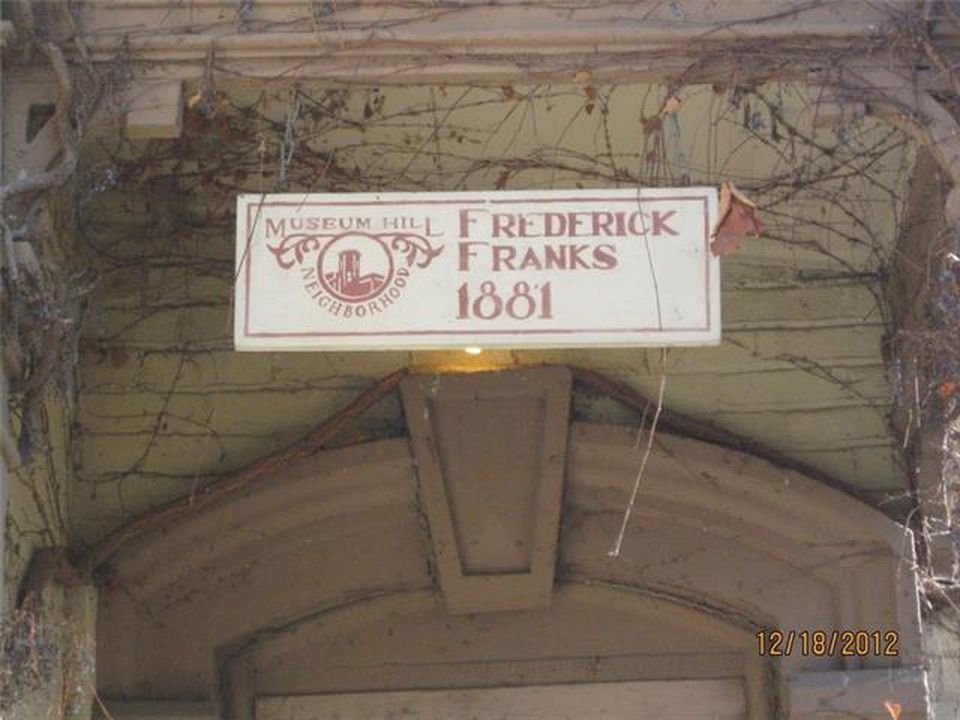 MUSEUM HILL
NEIGHBORHOOD
FREDERICK
FRANKS
1881
12/18/2012